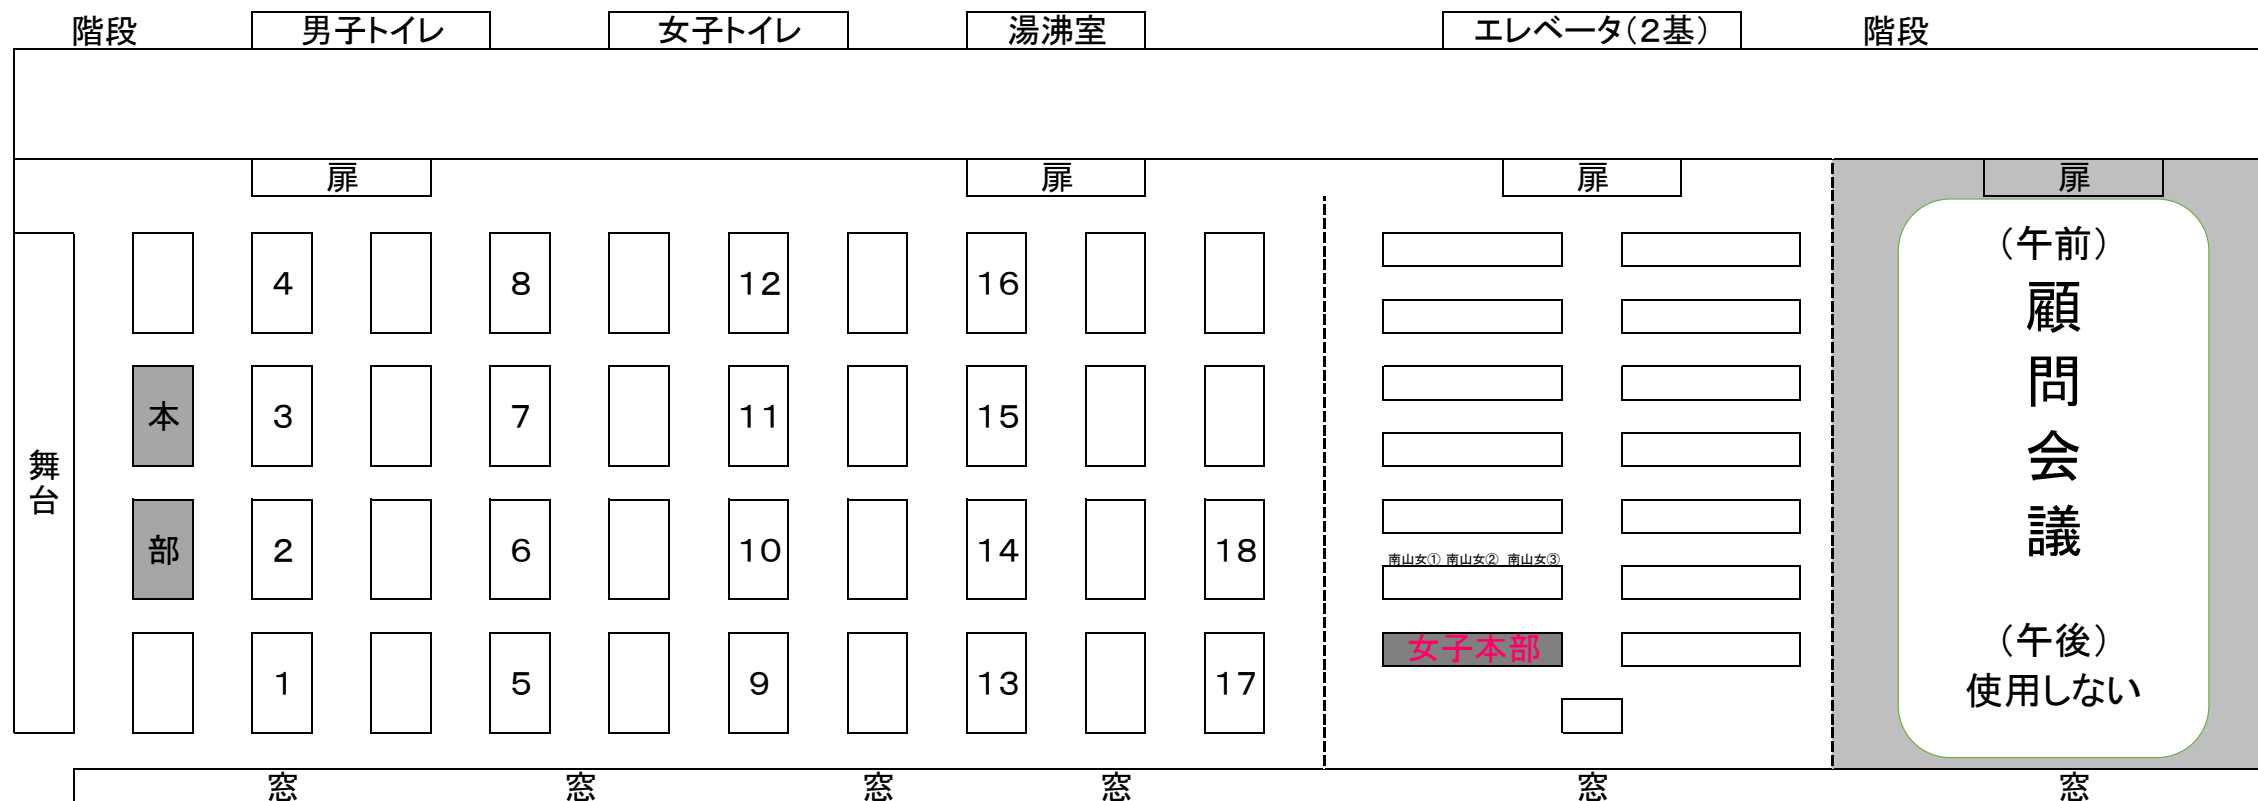 階段 男子トイレ 女子トイレ 湯沸室 エレベータ(2基) 階段
扉 扉 扉 扉
4 8 12 16
本 3 7 11 15
部 2 6 10 14 18
1 5 9 13 17
舞台
南山女① 南山女② 南山女③
女子本部
(午前)
顧問会議
(午後)
使用しない
窓 窓 窓 窓 窓 窓